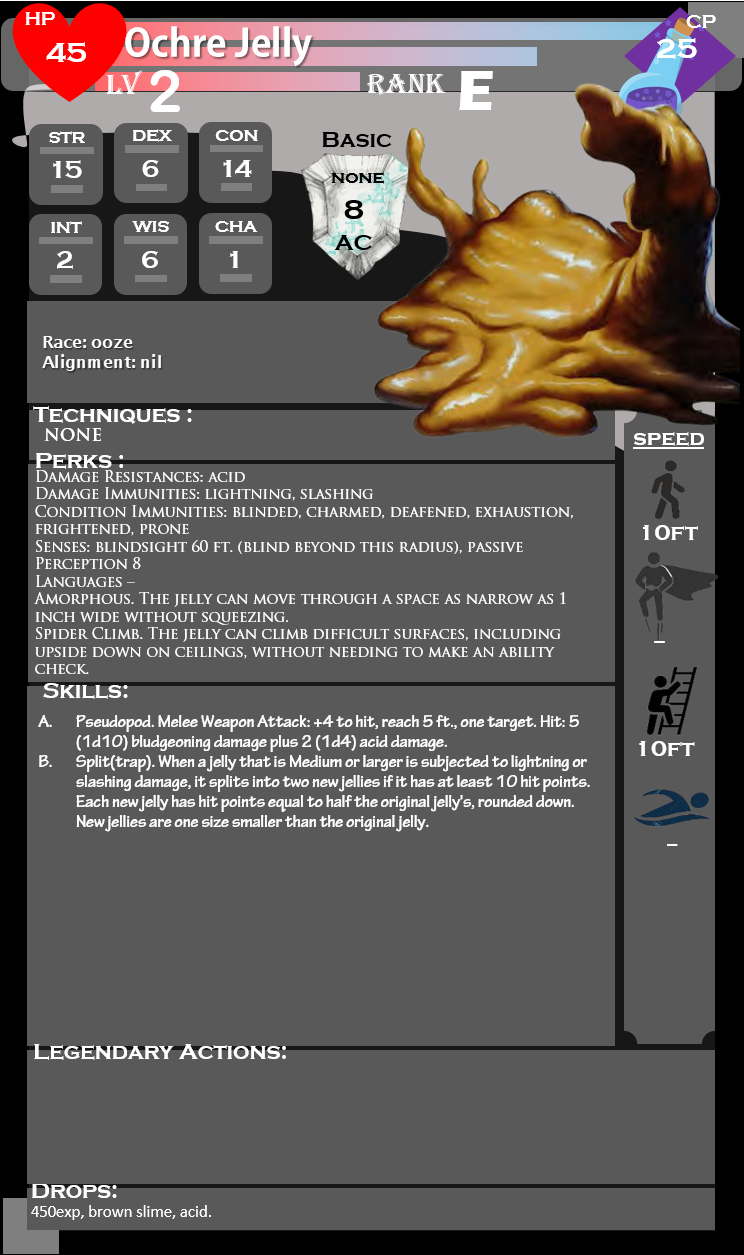 HP
45
Ochre Jelly
CP
25
LV 2
RANK E
STR
15
DEX
6
CON
14
INT
2
WIS
6
CHA
1
BASIC
NONE
8
AC
Race: ooze
Alignment: nil
TECHNIQUES :
NONE
PERKS :
DAMAGE RESISTANCES: ACID
DAMAGE IMMUNITIES: LIGHTNING, SLASHING
CONDITION IMMUNITIES: BLINDED, CHARMED, DEAFENED, EXHAUSTION,
FRIGHTENED, PRONE
SENSES: BLINDSIGHT 60 FT. (BLIND BEYOND THIS RADIUS), PASSIVE
PERCEPTION 8
LANGUAGES –
AMORPHOUS. THE JELLY CAN MOVE THROUGH A SPACE AS NARROW AS 1
INCH WIDE WITHOUT SQUEEZING.
SPIDER CLIMB. THE JELLY CAN CLIMB DIFFICULT SURFACES, INCLUDING
UPSIDE DOWN ON CEILINGS, WITHOUT NEEDING TO MAKE AN ABILITY
CHECK.
SPEED
10FT
–
10FT
–
SKILLS:
A. Pseudopod. Melee Weapon Attack: +4 to hit, reach 5 ft., one target. Hit: 5
(1d10) bludgeoning damage plus 2 (1d4) acid damage.
B. Split(trap). When a jelly that is Medium or larger is subjected to lightning or
slashing damage, it splits into two new jellies if it has at least 10 hit points.
Each new jelly has hit points equal to half the original jelly's, rounded down.
New jellies are one size smaller than the original jelly.
LEGENDARY ACTIONS:
DROPS:
450exp, brown slime, acid.